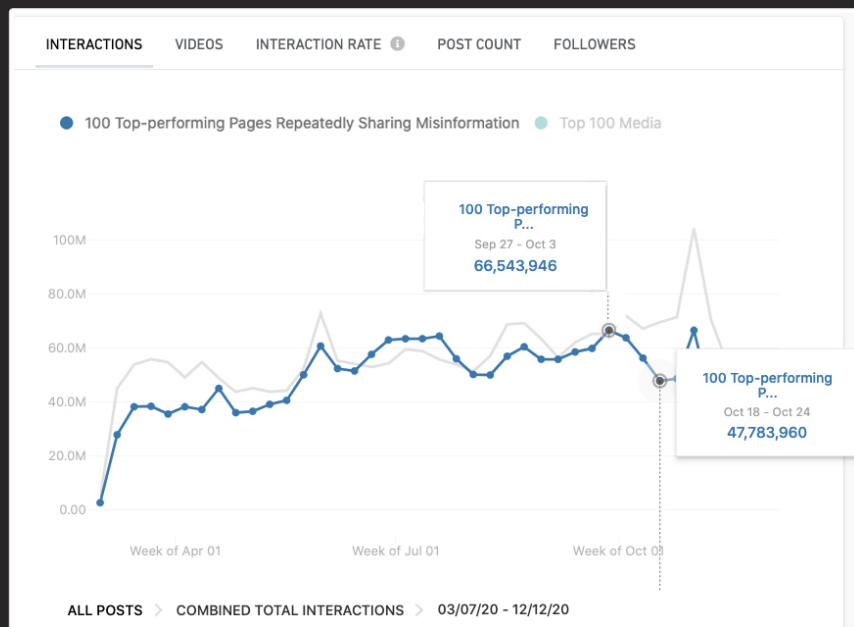 INTERACTIONS VIDEOS INTERACTION RATE i POST COUNT FOLLOWERS
100 Top-performing Pages Repeatedly Sharing Misinformation Top 100 Media
100 Top-performing
P...
Sep 27 - Oct 3
66,543,946
100M
80.0M
60.0M
40.0M
20.0M
0.00
100 Top-performing
P...
Oct 18 - Oct 24
47,783,960
Week of Apr 01 Week of Jul 01 Week of Oct 01
ALL POSTS COMBINED TOTAL INTERACTIONS 03/07/20 - 12/12/20